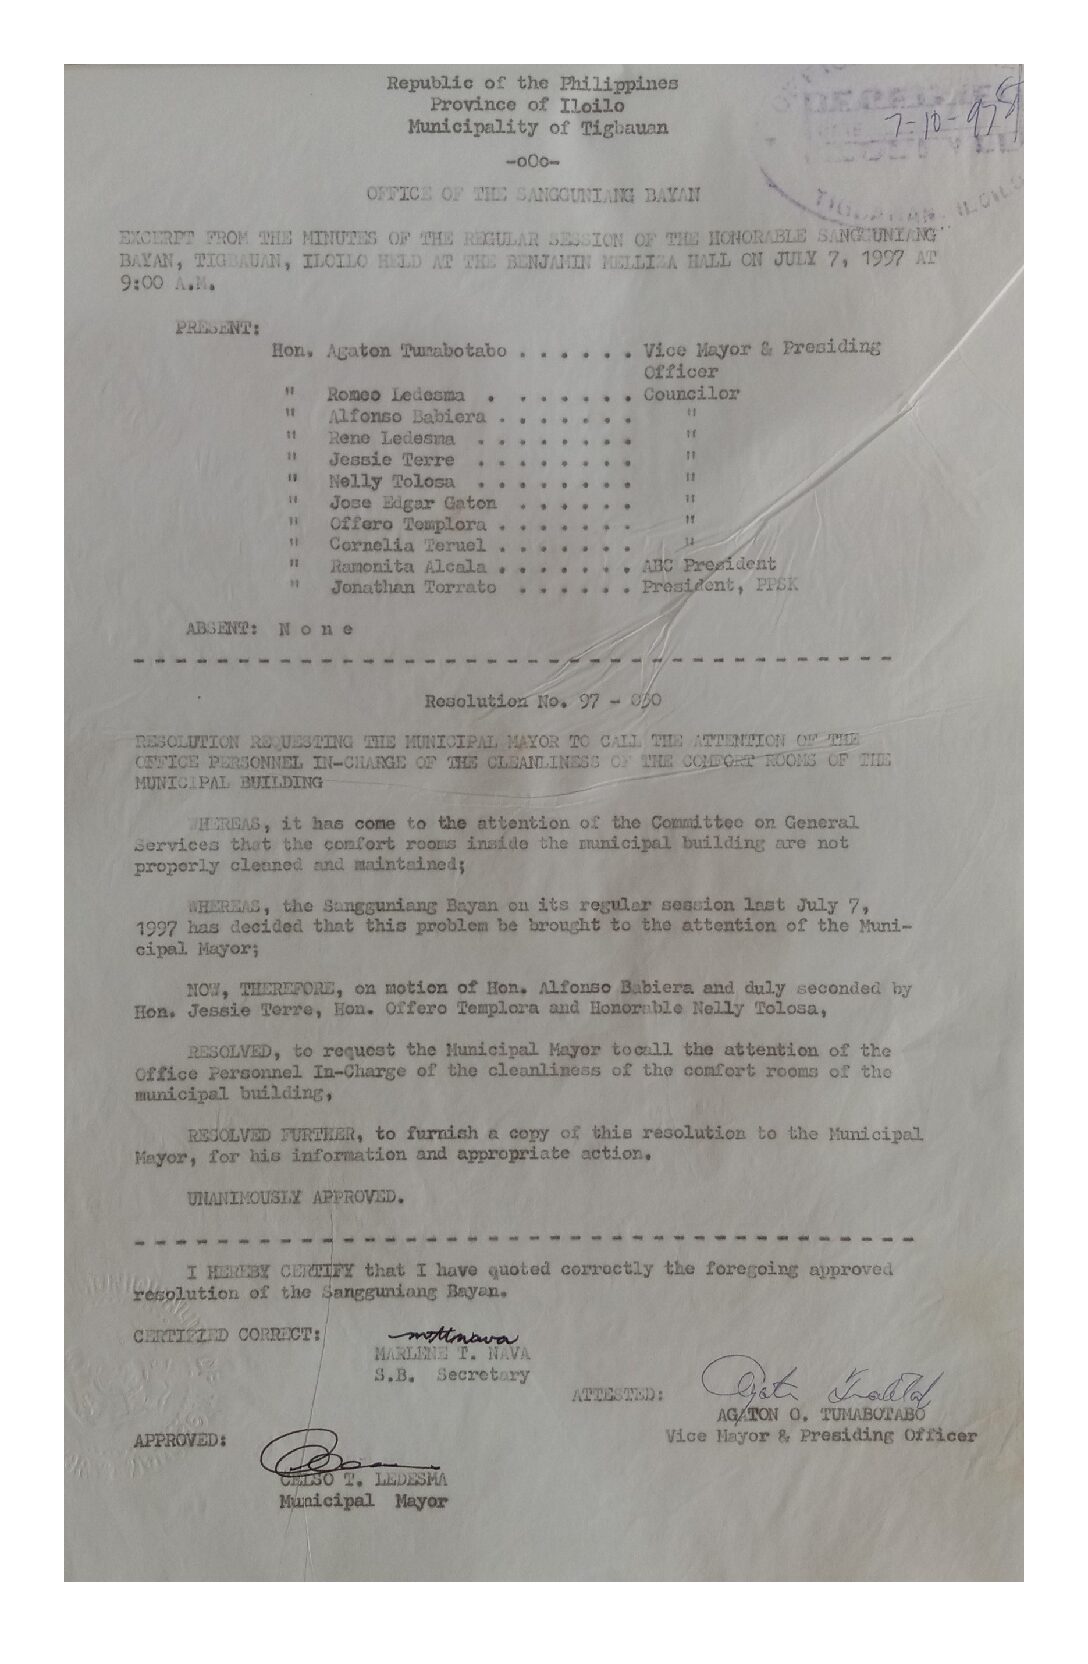 Republic of the Philippines
Province of Iloilo
Municipality of Tigbauan
-oOo-
7-10-97
TIGBAUAN, ILOILO
OFFICE OF THE SANGGUNIANG BAYAN
EXCERPT FROM THE MINUTES OF THE REGULAR SESSION OF THE HONORABLE SANGGUNIANG
BAYAN, TIGBAUAN, ILOILO HELD AT THE BENJAMIN MELLIZA HALL ON JULY 7, 1997 AT
9:00 A.M.
PRESENT:
Hon. Agaton Tumabotabo . . . . . . Vice Mayor & Presiding
Officer
" Romeo Ledesma . . . . . . . Councilor
" Alfonso Babiera . . . . . . . "
" Rene Ledesma . . . . . . . . "
" Jessie Terre . . . . . . . . "
" Nelly Tolosa . . . . . . . . "
" Jose Edgar Gaton . . . . . . "
" Offero Templora . . . . . . . "
" Cornelia Teruel . . . . . . . "
" Ramonita Alcala . . . . . . . ABC President
" Jonathan Torrato . . . . . . President, PPSK
ABSENT: N o n e
- - - - - - - - - - - - - - - - - - - - - - - - - - - - - - - - - - - - -
Resolution No. 97 -
RESOLUTION REQUESTING THE MUNICIPAL MAYOR TO CALL THE ATTENTION OF THE
OFFICE PERSONNEL IN-CHARGE OF THE CLEANLINESS OF THE COMFORT ROOMS OF THE
MUNICIPAL BUILDING
WHEREAS, it has come to the attention of the Committee on General
Services that the comfort rooms inside the municipal building are not
properly cleaned and maintained;
WHEREAS, the Sangguniang Bayan on its regular session last July 7,
1997 has decided that this problem be brought to the attention of the Muni-
cipal Mayor;
NOW, THEREFORE, on motion of Hon. Alfonso Babiera and duly seconded by
Hon. Jessie Terre, Hon. Offero Templora and Honorable Nelly Tolosa,
RESOLVED, to request the Municipal Mayor tocall the attention of the
Office Personnel In-Charge of the cleanliness of the comfort rooms of the
municipal building,
RESOLVED FURTHER, to furnish a copy of this resolution to the Municipal
Mayor, for his information and appropriate action.
UNANIMOUSLY APPROVED.
- - - - - - - - - - - - - - - - - - - - - - - - - - - - - - - - - - - - - -
I HEREBY CERTIFY that I have quoted correctly the foregoing approved
resolution of the Sangguniang Bayan.
CERTIFIED CORRECT:
mttnava
MARLENE T. NAVA
S.B. Secretary
ATTESTED:
AGATON O. TUMABOTABO
Vice Mayor & Presiding Officer
APPROVED:
CELSO T. LEDESMA
Municipal Mayor